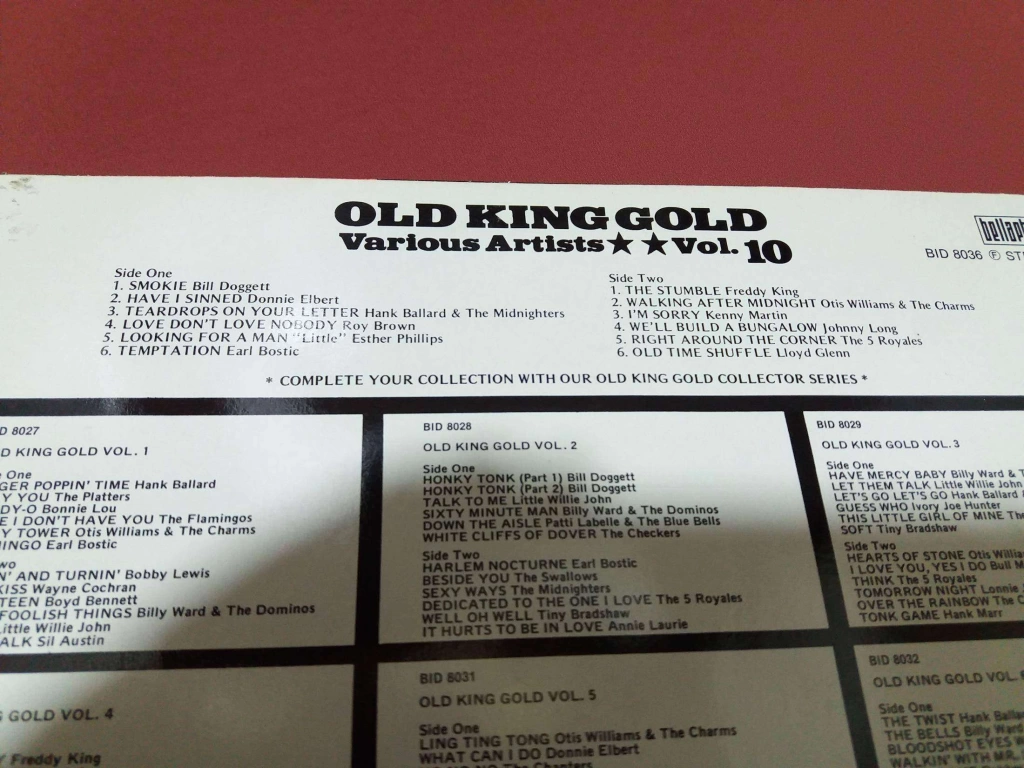 OLD KING GOLD
Various Artists★ ★Vol. 10
BID 8036 Ⓟ
Side One
1. SMOKIE Bill Doggett
2. HAVE I SINNED Donnie Elbert
3. TEARDROPS ON YOUR LETTER Hank Ballard & The Midnighters
4. LOVE DON'T LOVE NOBODY Roy Brown
5. LOOKING FOR A MAN "Little" Esther Phillips
6. TEMPTATION Earl Bostic
Side Two
1. THE STUMBLE Freddy King
2. WALKING AFTER MIDNIGHT Otis Williams & The Charms
3. I'M SORRY Kenny Martin
4. WE'LL BUILD A BUNGALOW Johnny Long
5. RIGHT AROUND THE CORNER The 5 Royales
6. OLD TIME SHUFFLE Lloyd Glenn
* COMPLETE YOUR COLLECTION WITH OUR OLD KING GOLD COLLECTOR SERIES *
8027
KING GOLD VOL. 1
One
POPPIN' TIME Hank Ballard
YOU The Platters
Bonnie Lou
I DON'T HAVE YOU The Flamingos
TOWER Otis Williams & The Charms
Earl Bostic
AND TURNIN' Bobby Lewis
KISS Wayne Cochran
Boyd Bennett
FOOLISH THINGS Billy Ward & The Dominos
Little Willie John
Sil Austin
BID 8028
OLD KING GOLD VOL. 2
Side One
HONKY TONK (Part 1) Bill Doggett
HONKY TONK (Part 2) Bill Doggett
TALK TO ME Little Willie John
SIXTY MINUTE MAN Billy Ward & The Dominos
DOWN THE AISLE Patti Labelle & The Blue Bells
WHITE CLIFFS OF DOVER The Checkers
Side Two
HARLEM NOCTURNE Earl Bostic
BESIDE YOU The Swallows
SEXY WAYS The Midnighters
DEDICATED TO THE ONE I LOVE The 5 Royales
WELL OH WELL Tiny Bradshaw
IT HURTS TO BE IN LOVE Annie Laurie
BID 8029
OLD KING GOLD VOL. 3
Side One
HAVE MERCY BABY Billy Ward &
LET THEM TALK Little Willie John
LET'S GO LET'S GO Hank Ballard
GUESS WHO Ivory Joe Hunter
THIS LITTLE GIRL OF MINE
SOFT Tiny Bradshaw
Side Two
HEARTS OF STONE Otis
I LOVE YOU, YES I DO Bull
THINK The 5 Royales
TOMORROW NIGHT Lonnie
OVER THE RAINBOW The
TONK GAME Hank Marr
GOLD VOL. 4
Freddy King
BID 8031
OLD KING GOLD VOL. 5
Side One
LING TING TONG Otis Williams & The Charms
WHAT CAN I DO Donnie Elbert
BID 8032
OLD KING GOLD VOL.
Side One
THE TWIST Hank
THE BELLS Billy
BLOODSHOT EYES
WALKIN' WITH MR.